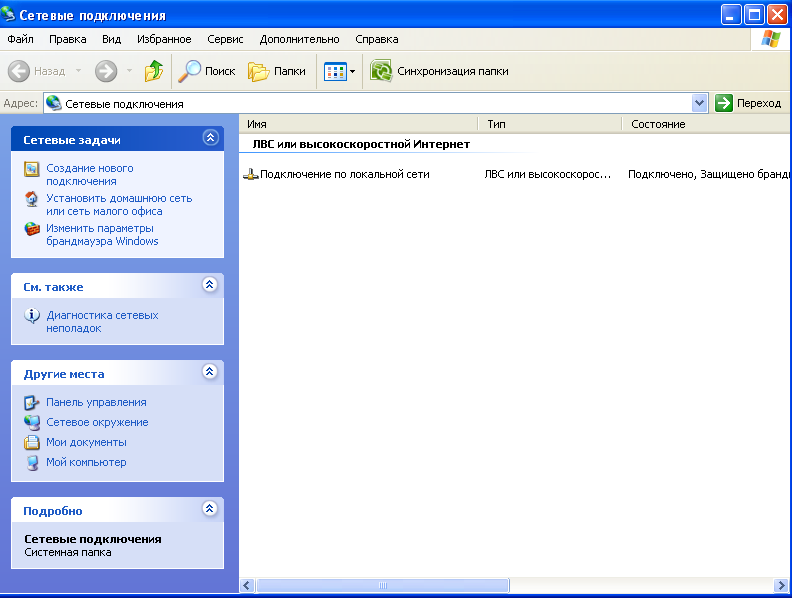 Сетевые подключения
Файл Правка Вид Избранное Сервис Дополнительно Справка
Назад Поиск Папки Синхронизация папки
Адрес: Сетевые подключения Переход
Сетевые задачи
Создание нового
подключения
Установить домашнюю сеть
или сеть малого офиса
Изменить параметры
брандмауэра Windows
См. также
Диагностика сетевых
неполадок
Другие места
Панель управления
Сетевое окружение
Мои документы
Мой компьютер
Подробно
Сетевые подключения
Системная папка
Имя Тип Состояние
ЛВС или высокоскоростной Интернет
Подключение по локальной сети ЛВС или высокоскорос... Подключено, Защищено бранд